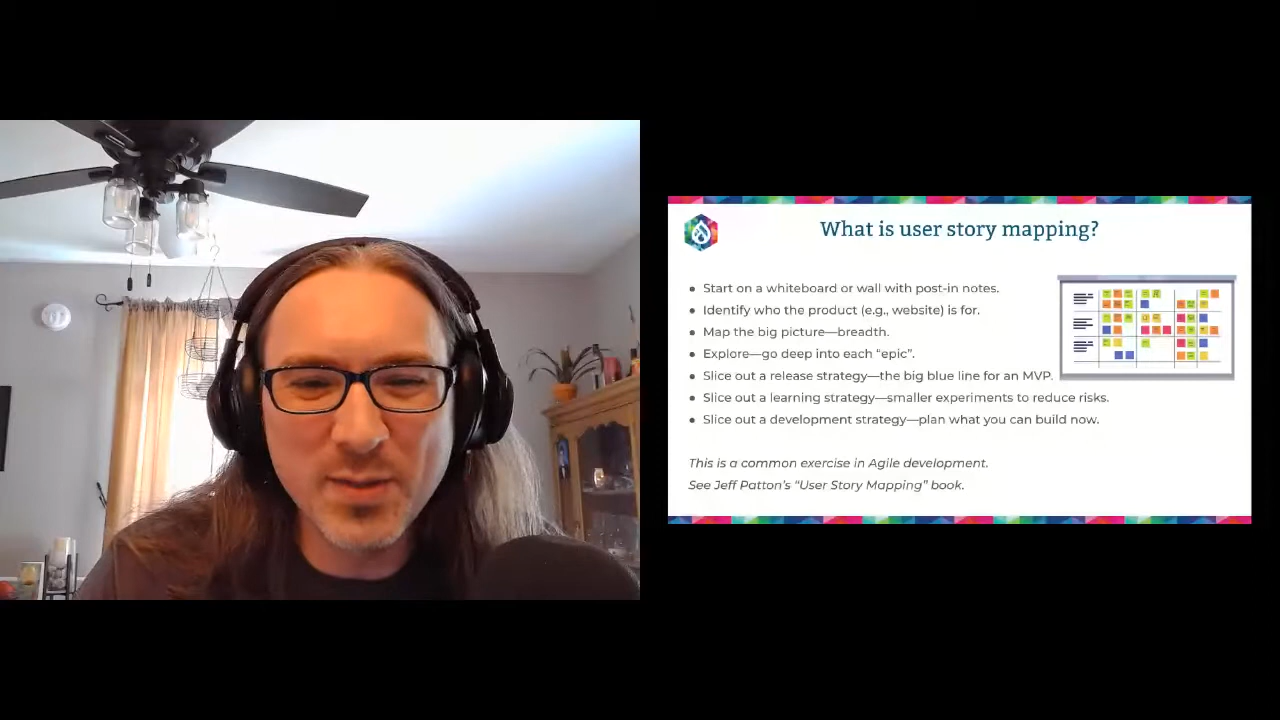 What is user story mapping?
Start on a whiteboard or wall with post-in notes.
Identify who the product (e.g., website) is for.
Map the big picture—breadth.
Explore—go deep into each “epic”.
Slice out a release strategy—the big blue line for an MVP.
Slice out a learning strategy—smaller experiments to reduce risks.
Slice out a development strategy—plan what you can build now.
This is a common exercise in Agile development.
See Jeff Patton’s “User Story Mapping” book.